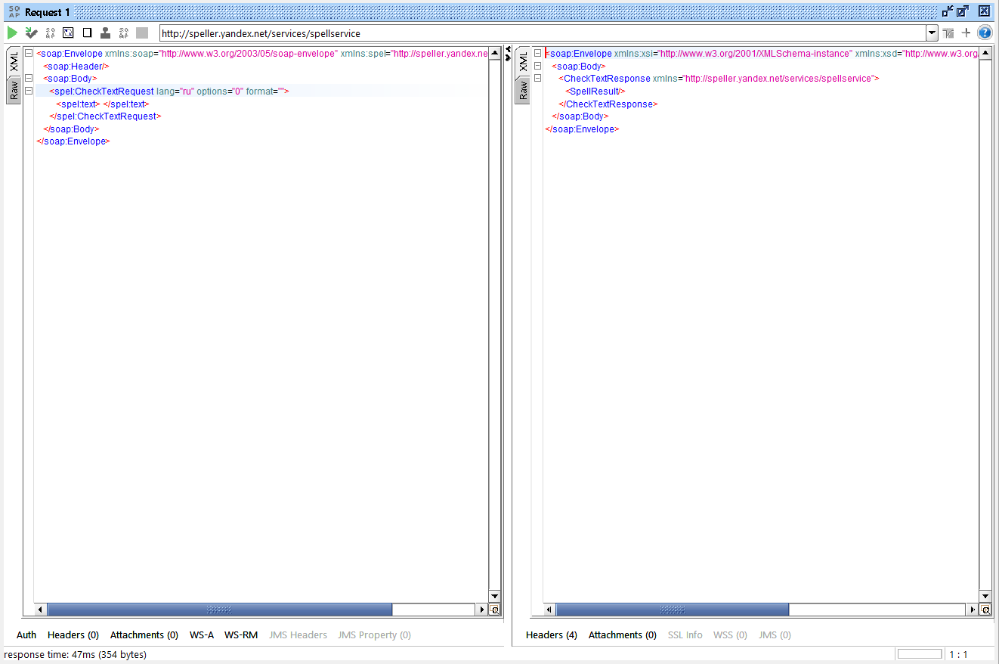 SO
AP
Request 1
http://speller.yandex.net/services/spellservice
XML
Raw
<soap:Envelope xmlns:soap="http://www.w3.org/2003/05/soap-envelope" xmlns:spel="http://speller.yandex.ne
<soap:Header/>
<soap:Body>
<spel:CheckTextRequest lang="ru" options="0" format="">
<spel:text> </spel:text>
</spel:CheckTextRequest>
</soap:Body>
</soap:Envelope>
XML
Raw
<soap:Envelope xmlns:xsi="http://www.w3.org/2001/XMLSchema-instance" xmlns:xsd="http://www.w3.org/
<soap:Body>
<CheckTextResponse xmlns="http://speller.yandex.net/services/spellservice">
<SpellResult/>
</CheckTextResponse>
</soap:Body>
</soap:Envelope>
Auth Headers (0) Attachments (0) WS-A WS-RM JMS Headers JMS Property (0)
Headers (4) Attachments (0) SSL Info WSS (0) JMS (0)
response time: 47ms (354 bytes)
1 : 1